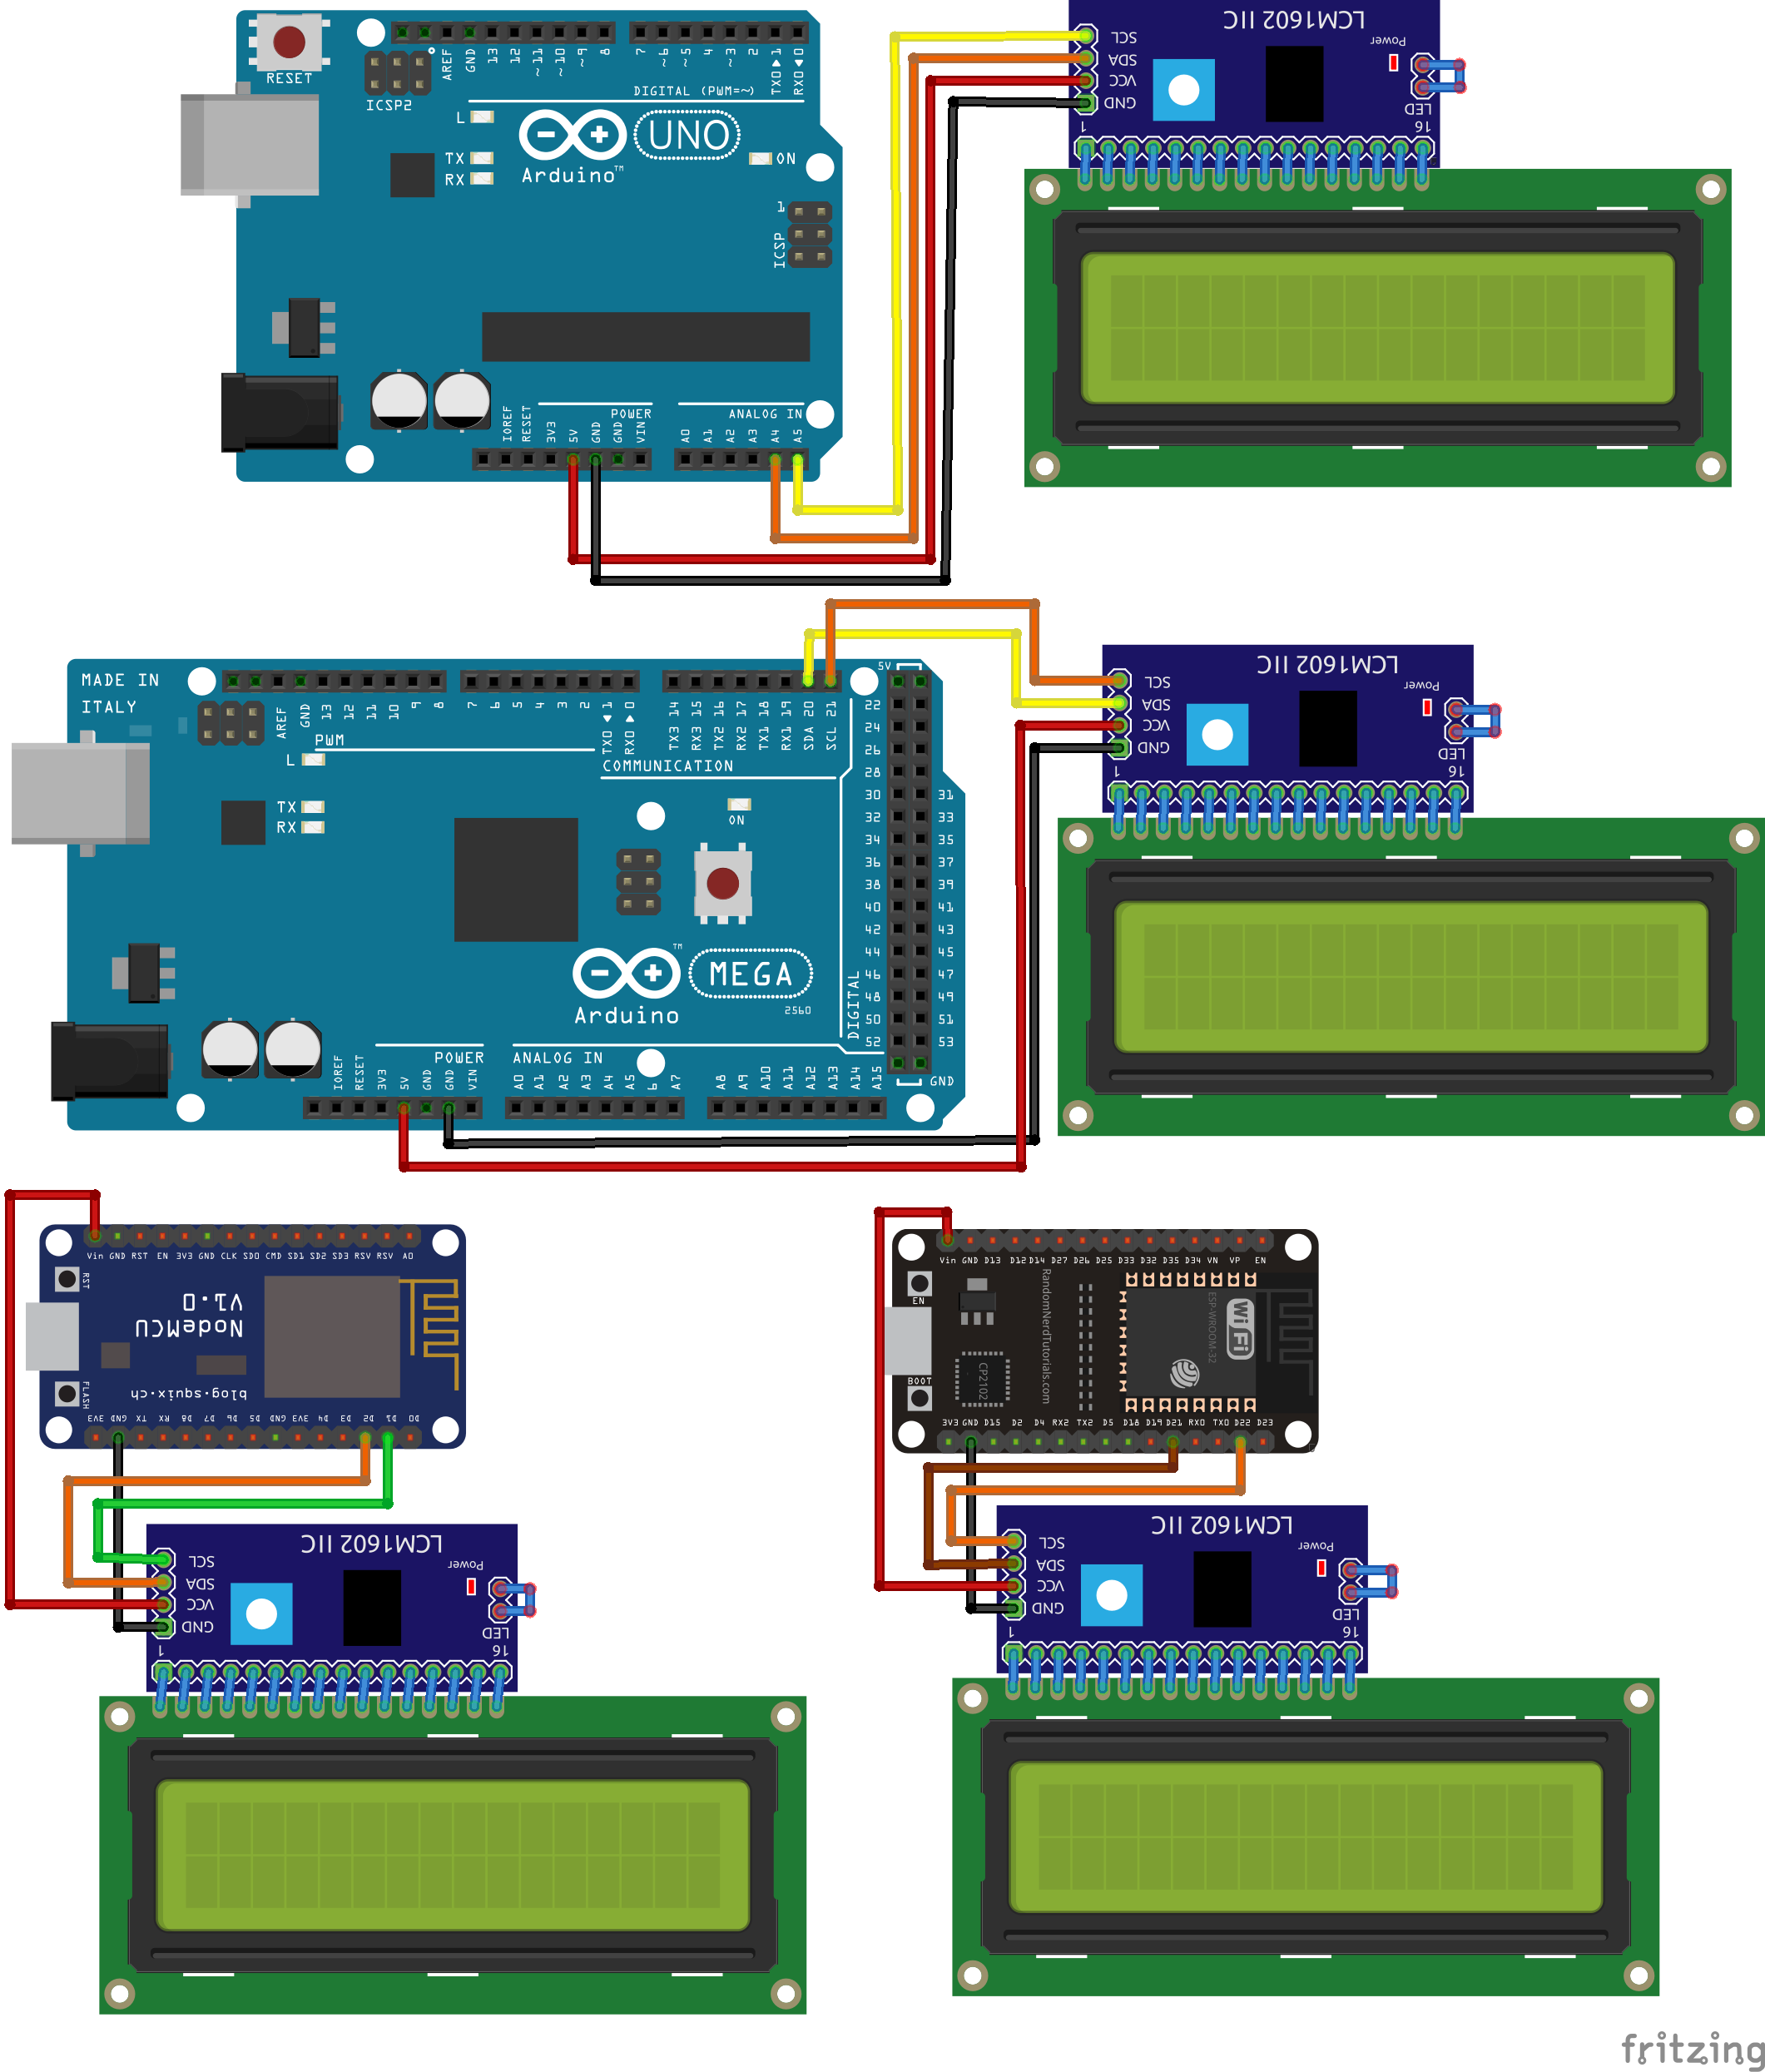 RESET
ICSP2
AREF
GND
13
12
~11
~10
~9
8
7
~6
~5
4
~3
2
TX0 ▶ 1
RX0 ◀ 0
DIGITAL (PWM=~)
L
TX
RX
UNO
ON
Arduino™
1
ICSP
IOREF
RESET
3V3
5V
GND
GND
VIN
POWER
ANALOG IN
A0
A1
A2
A3
A4
A5
LCM1602 IIC
SCL
SDA
VCC
GND
Power
LED
1
16
MADE IN
ITALY
AREF
GND
13
12
11
10
9
8
7
6
5
4
3
2
TX0 ◀ 1
RX0 ▶ 0
TX3 14
RX3 15
TX2 16
RX2 17
TX1 18
RX1 19
SDA 20
SCL 21
5V
PWM
COMMUNICATION
L
TX
RX
ON
22
24
26
28
30 31
32 33
34 35
36 37
38 39
40 41
42 43
44 45
46 47
48 49
50 51
52 53
GND
DIGITAL
™
MEGA
2560
Arduino
POWER
ANALOG IN
IOREF
RESET
3V3
5V
GND
GND
VIN
A0
A1
A2
A3
A4
A5
6
A7
A8
A9
A10
A11
A12
A13
A14
A15
LCM1602 IIC
SCL
SDA
VCC
GND
Power
LED
1
16
Vin GND RST EN 3V3 GND CLK SD0 CMD SD1 SD2 SD3 RSV RSV A0
RST
V1.0
NodeMCU
FLASH
blog.squix.ch
3V3 GND TX RX D8 D7 D6 D5 GND 3V3 D4 D3 D2 D1 D0
LCM1602 IIC
SCL
SDA
VCC
GND
Power
LED
1
16
Vin GND D13 D12 D14 D27 D26 D25 D33 D32 D35 D34 VN VP EN
EN
RandomNerdTutorials.com
ESP-WROOM-32
WiFi
CP2102
BOOT
3V3 GND D15 D2 D4 RX2 TX2 D5 D18 D19 D21 RX0 TX0 D22 D23
LCM1602 IIC
SCL
SDA
VCC
GND
Power
LED
1
16
fritzing